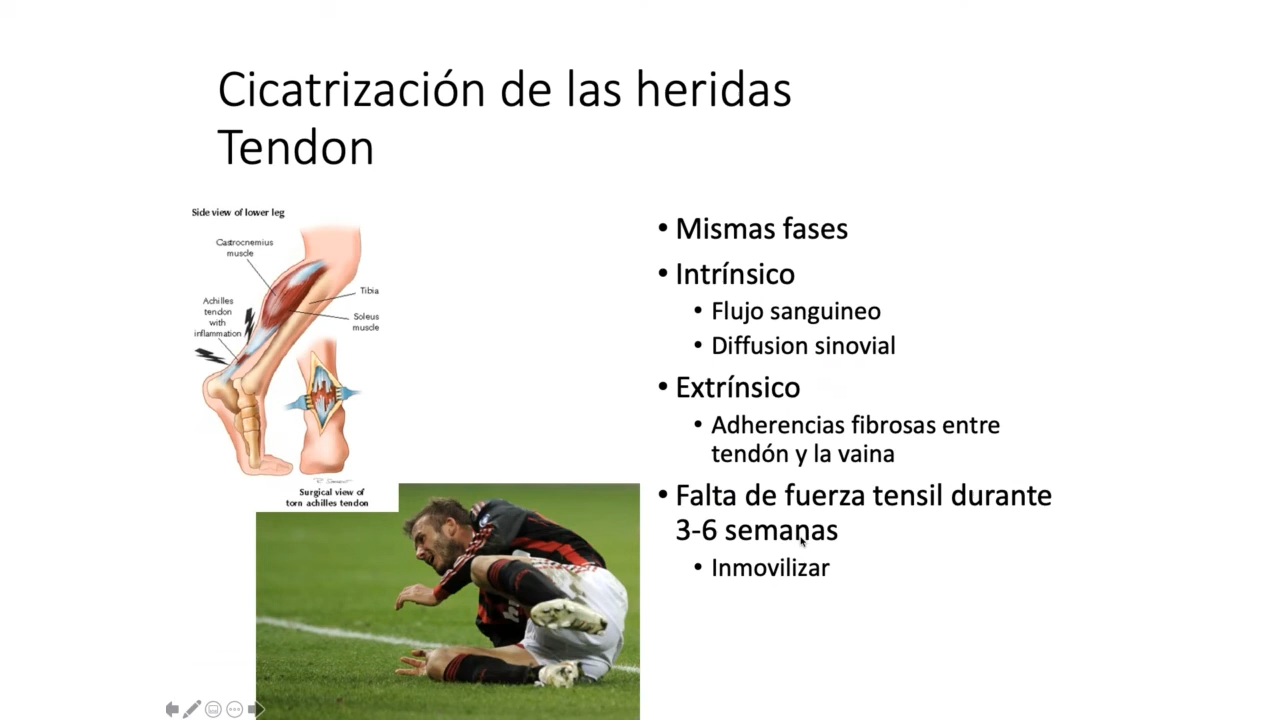 Cicatrización de las heridas
Tendon
Side view of lower leg
Gastrocnemius
muscle
Tibia
Achilles
tendon
with
inflammation
Soleus
muscle
Surgical view of
torn achilles tendon
• Mismas fases
• Intrínsico
• Flujo sanguineo
• Diffusion sinovial
• Extrínsico
• Adherencias fibrosas entre
tendón y la vaina
• Falta de fuerza tensil durante
3-6 semanas
• Inmovilizar